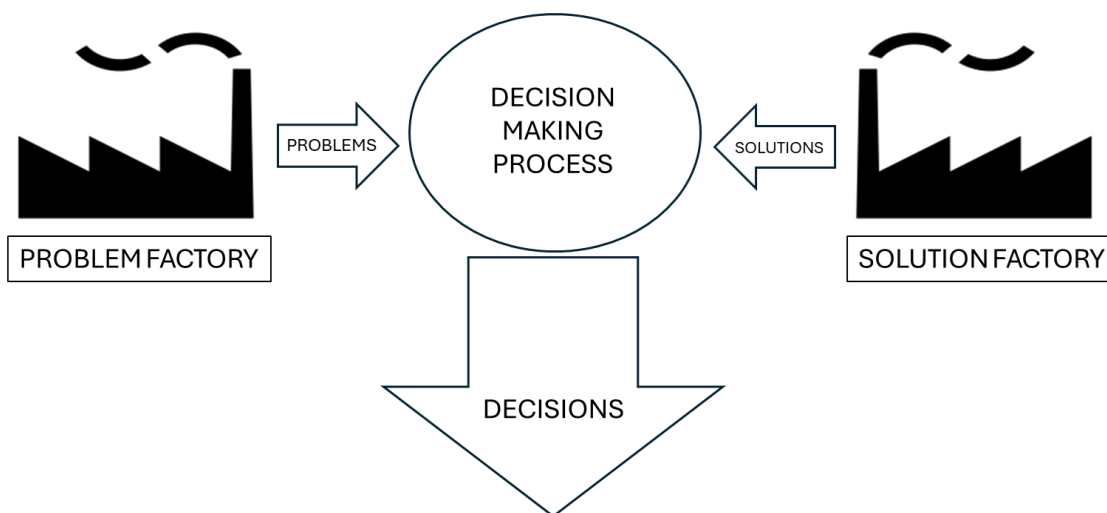 DECISION
MAKING
PROCESS
PROBLEMS
SOLUTIONS
PROBLEM FACTORY
SOLUTION FACTORY
DECISIONS